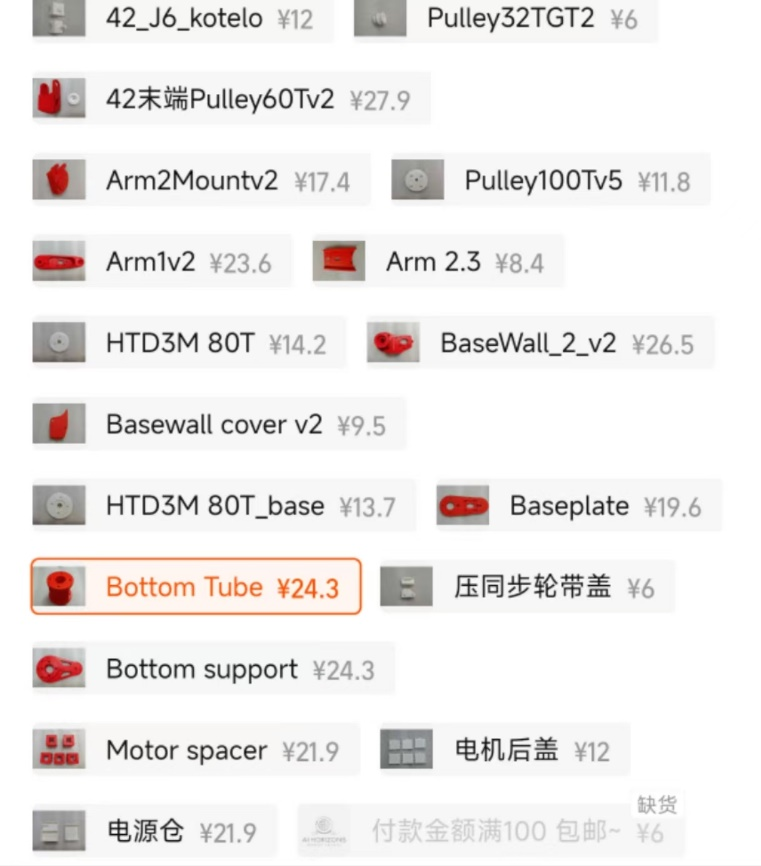 42_J6_kotelo ¥12 Pulley32TGT2 ¥6
42末端Pulley60Tv2 ¥27.9
Arm2Mountv2 ¥17.4 Pulley100Tv5 ¥11.8
Arm1v2 ¥23.6 Arm 2.3 ¥8.4
HTD3M 80T ¥14.2 BaseWall_2_v2 ¥26.5
Basewall cover v2 ¥9.5
HTD3M 80T_base ¥13.7 Baseplate ¥19.6
Bottom Tube ¥24.3 压同步轮带盖 ¥6
Bottom support ¥24.3
Motor spacer ¥21.9 电机后盖 ¥12
缺货
电源仓 ¥21.9 付款金额满100 包邮~ ¥6